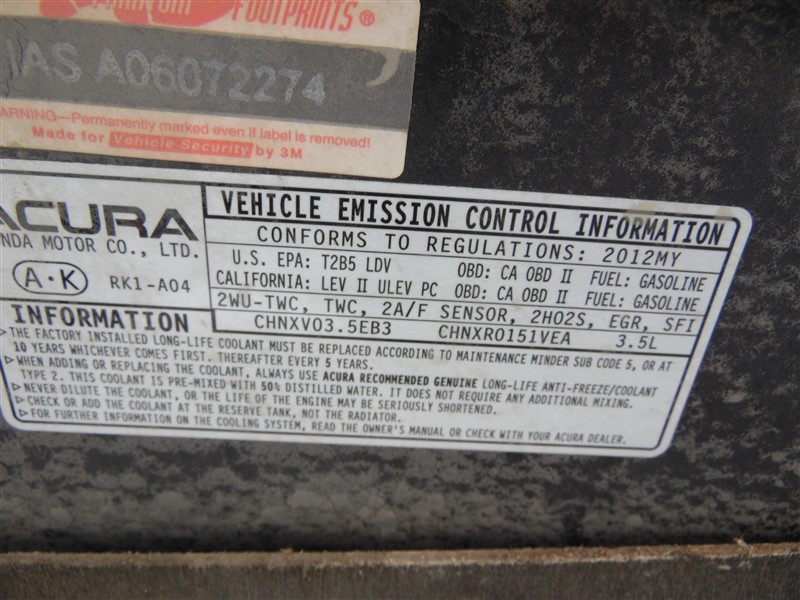 FOOTPRINTS®
IAS A06072274
WARNING—Permanently marked even if label is removed!
Made for Vehicle Security by 3M
ACURA
HONDA MOTOR CO., LTD.
A·K RK1-A04
VEHICLE EMISSION CONTROL INFORMATION
CONFORMS TO REGULATIONS: 2012MY
U.S. EPA: T2B5 LDV OBD: CA OBD II FUEL: GASOLINE
CALIFORNIA: LEV II ULEV PC OBD: CA OBD II FUEL: GASOLINE
2WU-TWC, TWC, 2A/F SENSOR, 2HO2S, EGR, SFI
CHNXV03.5EB3 CHNXR0151VEA 3.5L
INFORMATION
▷THE FACTORY INSTALLED LONG-LIFE COOLANT MUST BE REPLACED ACCORDING TO MAINTENANCE MINDER SUB CODE 5, OR AT
10 YEARS WHICHEVER COMES FIRST. THEREAFTER EVERY 5 YEARS.
▷WHEN ADDING OR REPLACING THE COOLANT, ALWAYS USE ACURA RECOMMENDED GENUINE LONG-LIFE ANTI-FREEZE/COOLANT
TYPE 2. THIS COOLANT IS PRE-MIXED WITH 50% DISTILLED WATER. IT DOES NOT REQUIRE ANY ADDITIONAL MIXING.
▷NEVER DILUTE THE COOLANT, OR THE LIFE OF THE ENGINE MAY BE SERIOUSLY SHORTENED.
▷CHECK OR ADD THE COOLANT AT THE RESERVE TANK, NOT THE RADIATOR.
▷FOR FURTHER INFORMATION ON THE COOLING SYSTEM, READ THE OWNER'S MANUAL OR CHECK WITH YOUR ACURA DEALER.